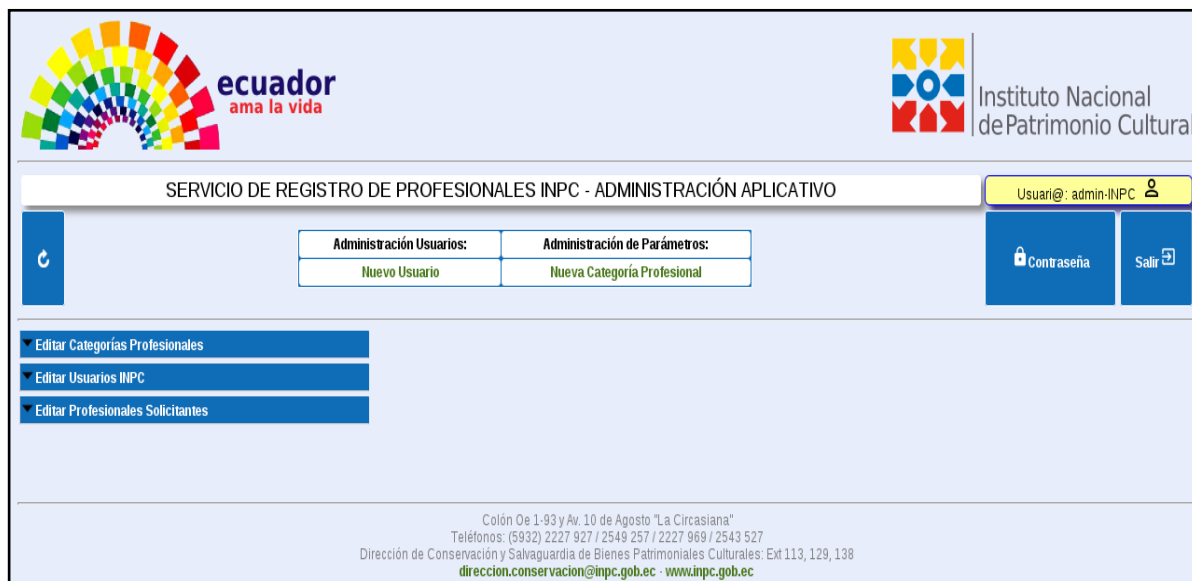 ecuador
ama la vida
Instituto Nacional
de Patrimonio Cultural
SERVICIO DE REGISTRO DE PROFESIONALES INPC - ADMINISTRACIÓN APLICATIVO
Usuari@: admin-INPC
Administración Usuarios: Administración de Parámetros:
Nuevo Usuario Nueva Categoría Profesional
Contraseña
Salir
Editar Categorías Profesionales
Editar Usuarios INPC
Editar Profesionales Solicitantes
Colón Oe 1-93 y Av. 10 de Agosto "La Circasiana"
Teléfonos: (5932) 2227 927 / 2549 257 / 2227 969 / 2543 527
Dirección de Conservación y Salvaguardia de Bienes Patrimoniales Culturales: Ext 113, 129, 138
direccion.conservacion@inpc.gob.ec - www.inpc.gob.ec